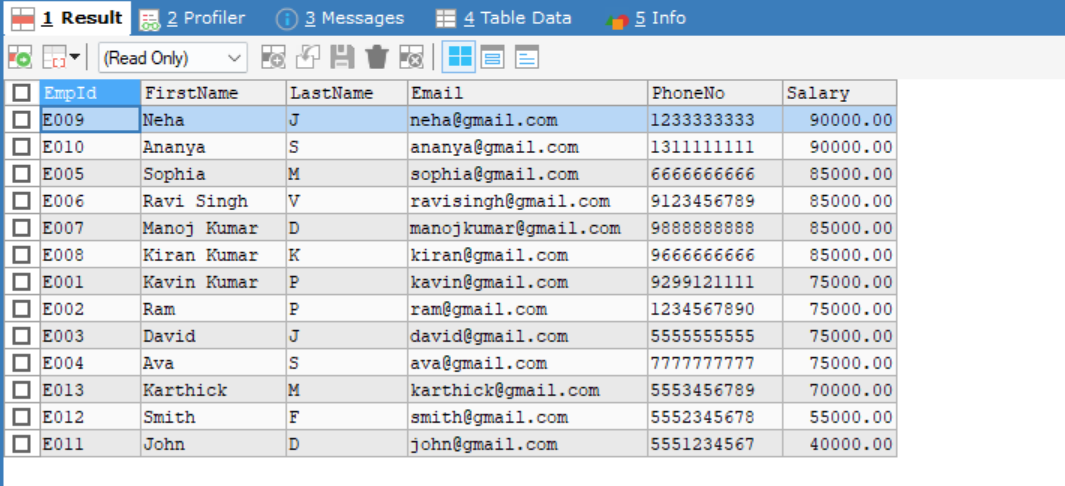 1 Result 2 Profiler 3 Messages 4 Table Data 5 Info
(Read Only)
EmpId FirstName LastName Email PhoneNo Salary
E009 Neha J neha@gmail.com 1233333333 90000.00
E010 Ananya S ananya@gmail.com 1311111111 90000.00
E005 Sophia M sophia@gmail.com 6666666666 85000.00
E006 Ravi Singh V ravisingh@gmail.com 9123456789 85000.00
E007 Manoj Kumar D manojkumar@gmail.com 9888888888 85000.00
E008 Kiran Kumar K kiran@gmail.com 9666666666 85000.00
E001 Kavin Kumar P kavin@gmail.com 9299121111 75000.00
E002 Ram P ram@gmail.com 1234567890 75000.00
E003 David J david@gmail.com 5555555555 75000.00
E004 Ava S ava@gmail.com 7777777777 75000.00
E013 Karthick M karthick@gmail.com 5553456789 70000.00
E012 Smith F smith@gmail.com 5552345678 55000.00
E011 John D john@gmail.com 5551234567 40000.00